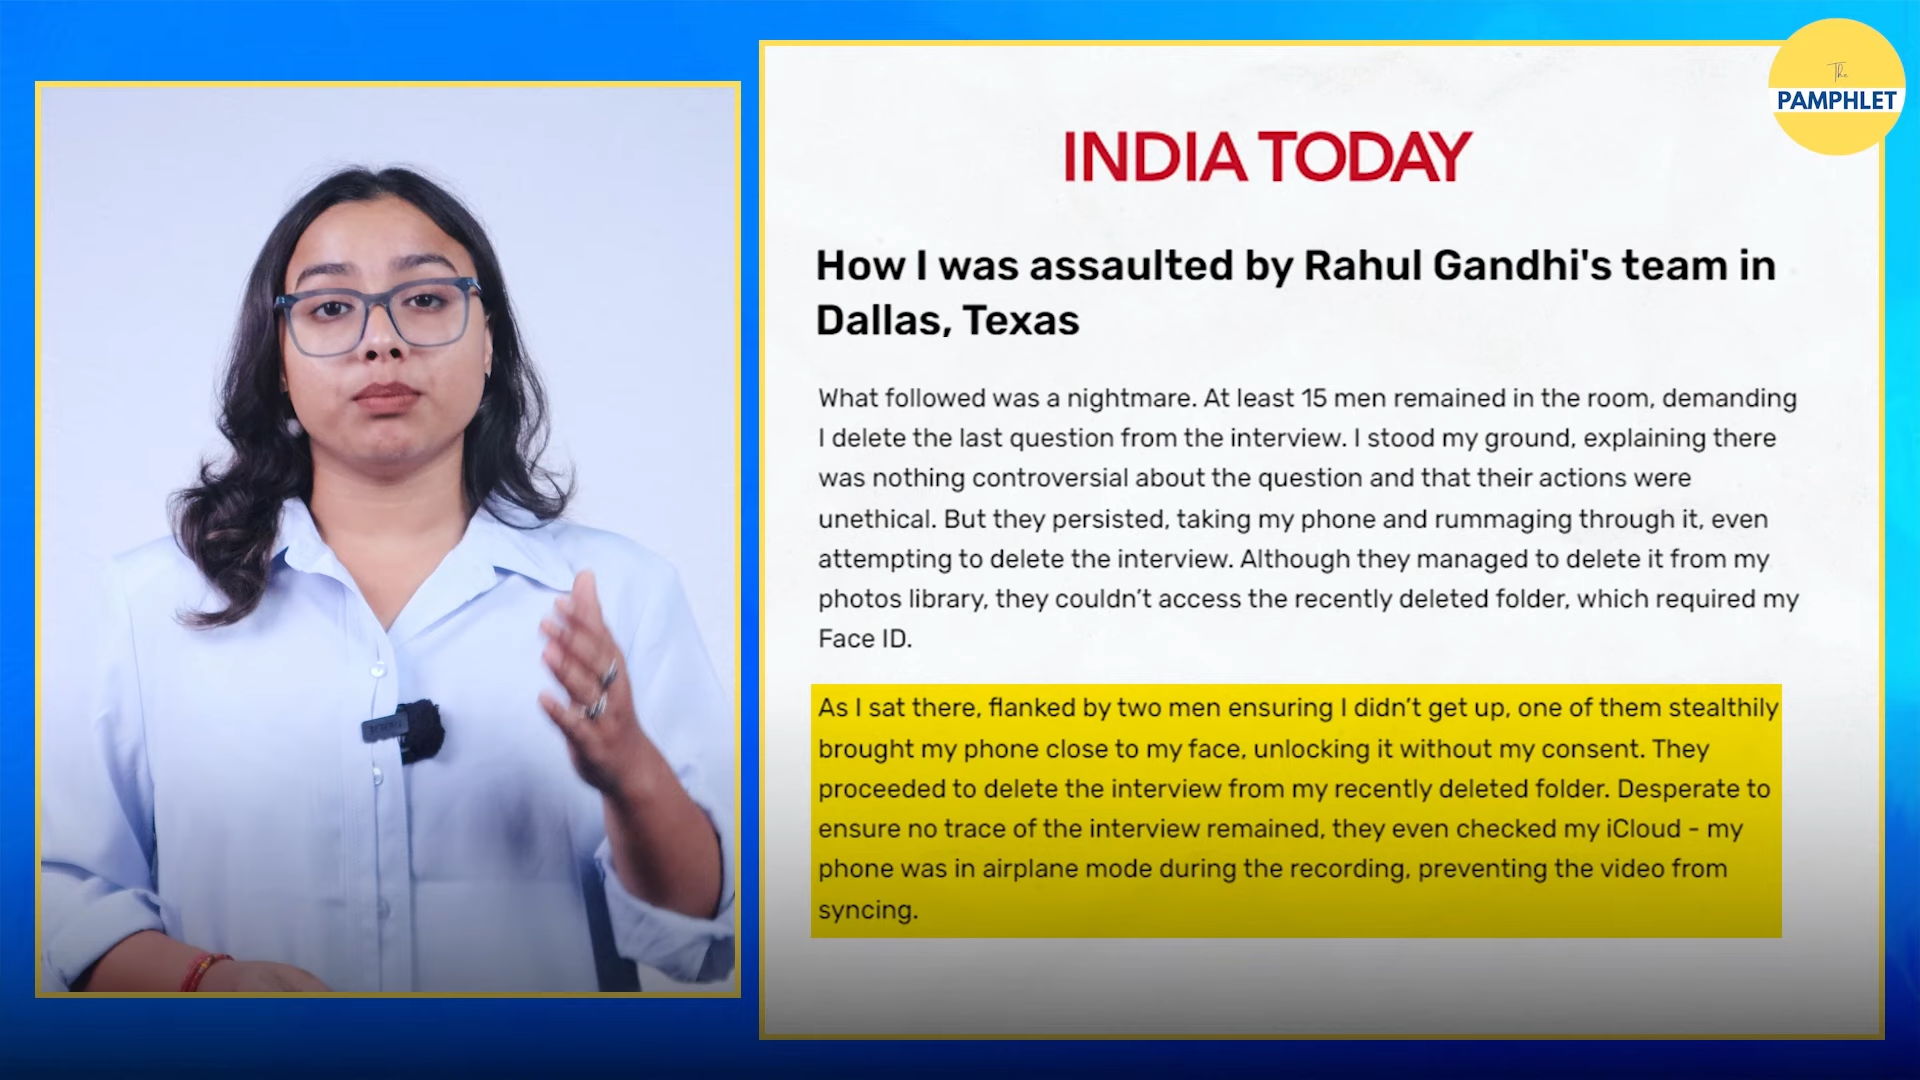 The
PAMPHLET
INDIA TODAY
How I was assaulted by Rahul Gandhi's team in
Dallas, Texas
What followed was a nightmare. At least 15 men remained in the room, demanding
I delete the last question from the interview. I stood my ground, explaining there
was nothing controversial about the question and that their actions were
unethical. But they persisted, taking my phone and rummaging through it, even
attempting to delete the interview. Although they managed to delete it from my
photos library, they couldn’t access the recently deleted folder, which required my
Face ID.
As I sat there, flanked by two men ensuring I didn’t get up, one of them stealthily
brought my phone close to my face, unlocking it without my consent. They
proceeded to delete the interview from my recently deleted folder. Desperate to
ensure no trace of the interview remained, they even checked my iCloud - my
phone was in airplane mode during the recording, preventing the video from
syncing.